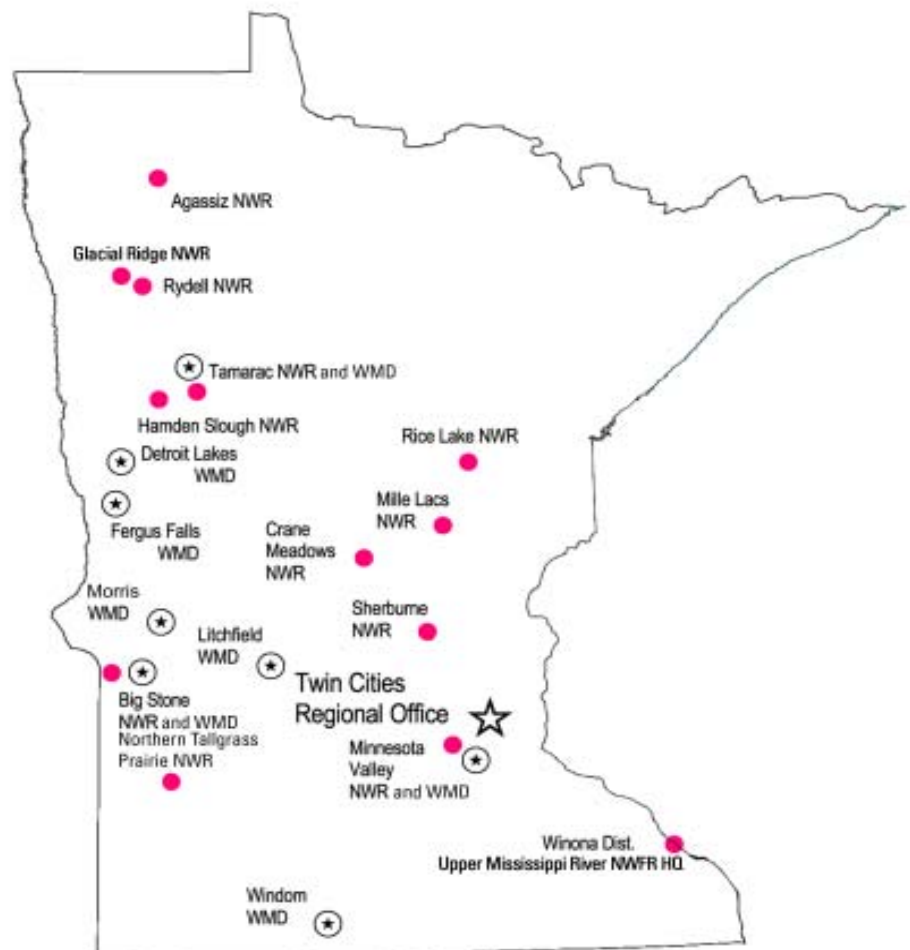 Agassiz NWR
Glacial Ridge NWR
Rydell NWR
Tamarac NWR and WMD
Hamden Slough NWR
Detroit Lakes
WMD
Rice Lake NWR
Fergus Falls
WMD
Mille Lacs
NWR
Crane
Meadows
NWR
Morris
WMD
Litchfield
WMD
Sherburne
NWR
Twin Cities
Regional Office
Big Stone
NWR and WMD
Northern Tallgrass
Prairie NWR
Minnesota
Valley
NWR and WMD
Winona Dist.
Upper Mississippi River NWFR HQ
Windom
WMD